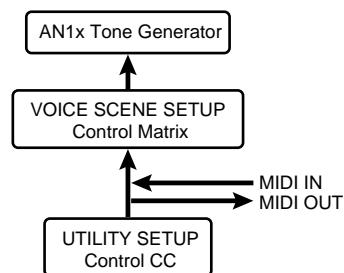 AN1x Tone Generator
VOICE SCENE SETUP
Control Matrix
MIDI IN
MIDI OUT
UTILITY SETUP
Control CC